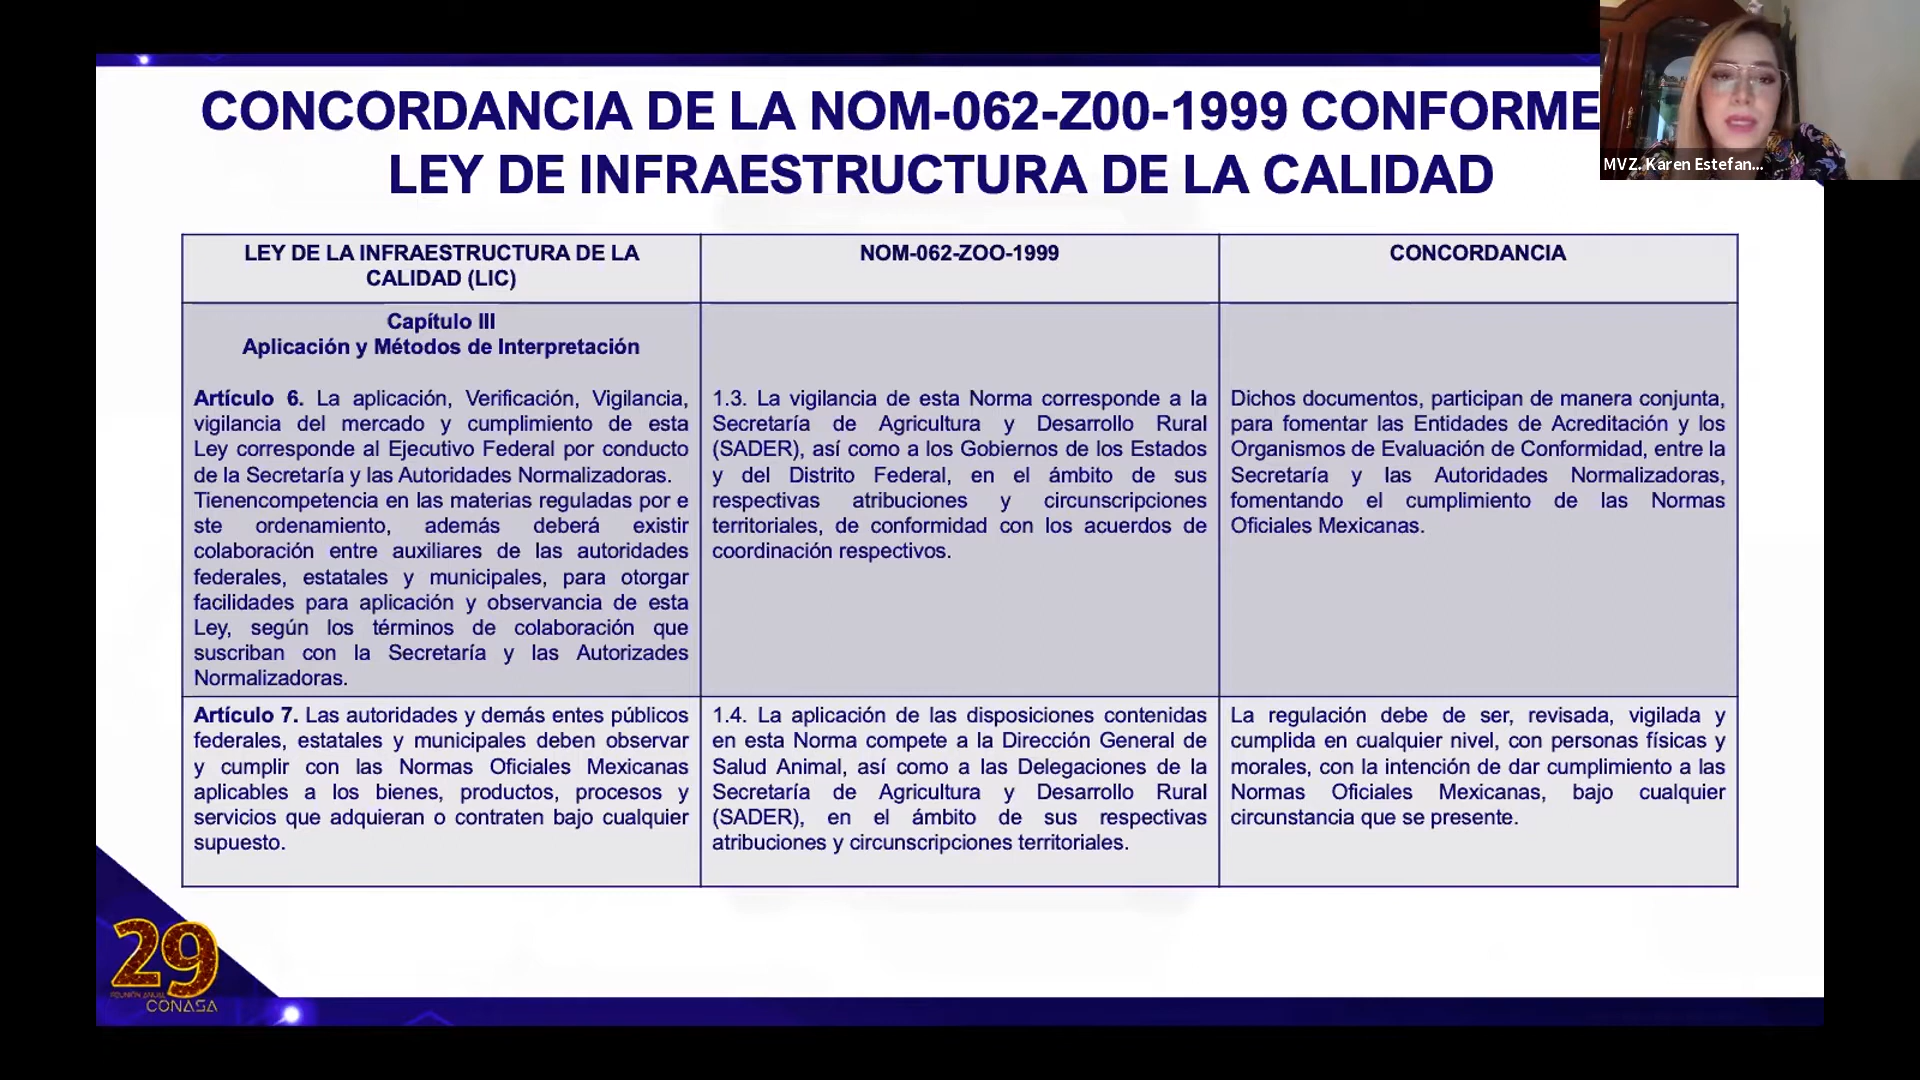 CONCORDANCIA DE LA NOM-062-Z00-1999 CONFORME
LEY DE INFRAESTRUCTURA DE LA CALIDAD
MVZ. Karen Estefan...
LEY DE LA INFRAESTRUCTURA DE LA
CALIDAD (LIC)
NOM-062-ZOO-1999
CONCORDANCIA
Capítulo III
Aplicación y Métodos de Interpretación
Artículo 6. La aplicación, Verificación, Vigilancia,
vigilancia del mercado y cumplimiento de esta
Ley corresponde al Ejecutivo Federal por conducto
de la Secretaría y las Autoridades Normalizadoras.
Tienencompetencia en las materias reguladas por e
ste ordenamiento, además deberá existir
colaboración entre auxiliares de las autoridades
federales, estatales y municipales, para otorgar
facilidades para aplicación y observancia de esta
Ley, según los términos de colaboración que
suscriban con la Secretaría y las Autorizades
Normalizadoras.
1.3. La vigilancia de esta Norma corresponde a la
Secretaría de Agricultura y Desarrollo Rural
(SADER), así como a los Gobiernos de los Estados
y del Distrito Federal, en el ámbito de sus
respectivas atribuciones y circunscripciones
territoriales, de conformidad con los acuerdos de
coordinación respectivos.
Dichos documentos, participan de manera conjunta,
para fomentar las Entidades de Acreditación y los
Organismos de Evaluación de Conformidad, entre la
Secretaría y las Autoridades Normalizadoras,
fomentando el cumplimiento de las Normas
Oficiales Mexicanas.
Artículo 7. Las autoridades y demás entes públicos
federales, estatales y municipales deben observar
y cumplir con las Normas Oficiales Mexicanas
aplicables a los bienes, productos, procesos y
servicios que adquieran o contraten bajo cualquier
supuesto.
1.4. La aplicación de las disposiciones contenidas
en esta Norma compete a la Dirección General de
Salud Animal, así como a las Delegaciones de la
Secretaría de Agricultura y Desarrollo Rural
(SADER), en el ámbito de sus respectivas
atribuciones y circunscripciones territoriales.
La regulación debe de ser, revisada, vigilada y
cumplida en cualquier nivel, con personas físicas y
morales, con la intención de dar cumplimiento a las
Normas Oficiales Mexicanas, bajo cualquier
circunstancia que se presente.
29
REUNIÓN ANUAL
CONASA